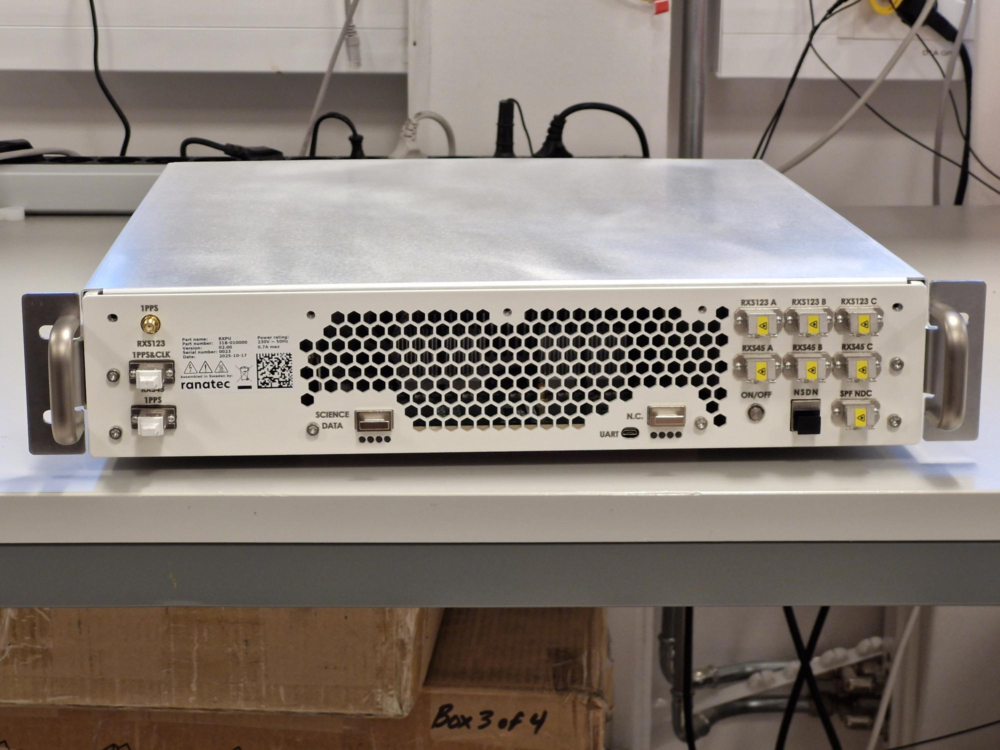 1PPS
RXS123
1PPS&CLK
RXS45
1PPS
Part name: RXPU
Part number: 318-010000
Version: 02.00
Serial number: 0023
Date: 2025-10-17
Power rating:
230V ~ 50Hz
0.7A max
Assembled in Sweden by:
ranatec
SCIENCE
DATA
N.C.
UART
RXS123 A
RXS123 B
RXS123 C
RXS45 A
RXS45 B
RXS45 C
ON/OFF
NSDN
SPF NDC
Box 3 of 4